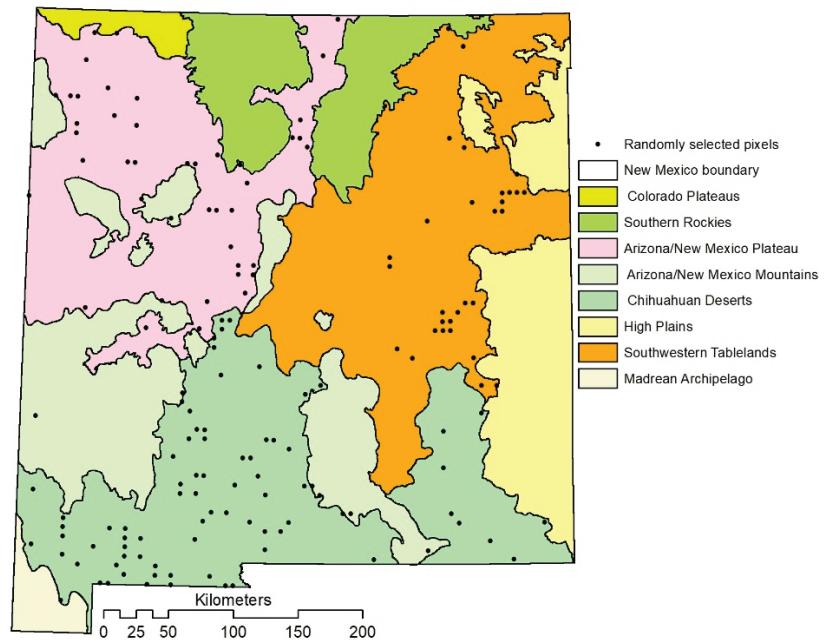 Randomly selected pixels
New Mexico boundary
Colorado Plateaus
Southern Rockies
Arizona/New Mexico Plateau
Arizona/New Mexico Mountains
Chihuahuan Deserts
High Plains
Southwestern Tablelands
Madrean Archipelago
Kilometers
0 25 50 100 150 200